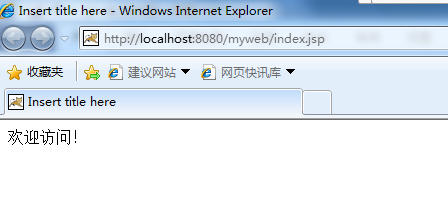 Insert title here - Windows Internet Explorer
http://localhost:8080/myweb/index.jsp
收藏夹 建议网站 网页快讯库
Insert title here
欢迎访问!